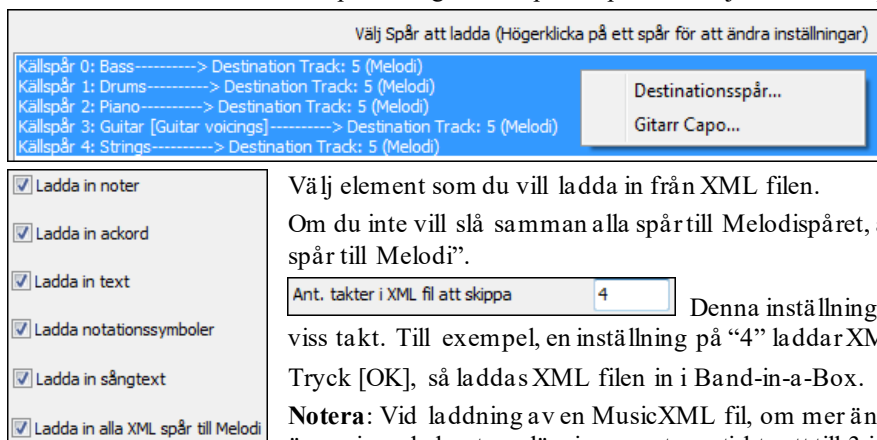 Välj Spår att ladda (Högerklicka på ett spår för att ändra inställningar)
Källspår 0: Bass----------> Destination Track: 5 (Melodi)
Källspår 1: Drums----------> Destination Track: 5 (Melodi)
Källspår 2: Piano----------> Destination Track: 5 (Melodi)
Källspår 3: Guitar [Guitar voicings]----------> Destination Track: 5 (Melodi)
Källspår 4: Strings----------> Destination Track: 5 (Melodi)
Destinationsspår...
Gitarr Capo...
Ladda in noter
Ladda in ackord
Ladda in text
Ladda notationssymboler
Ladda in sångtext
Ladda in alla XML spår till Melodi
Välj element som du vill ladda in från XML filen.
Om du inte vill slå samman alla spår till Melodispåret,
spår till Melodi”.
Ant. takter i XML fil att skippa 4 Denna inställning
viss takt. Till exempel, en inställning på “4” laddar XM
Tryck [OK], så laddas XML filen in i Band-in-a-Box.
Notera: Vid laddning av en MusicXML fil, om mer än